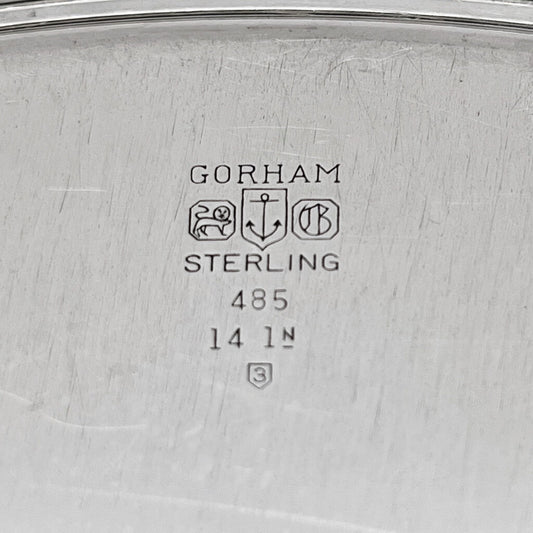 GORHAM
G
STERLING
485
14 IN
3